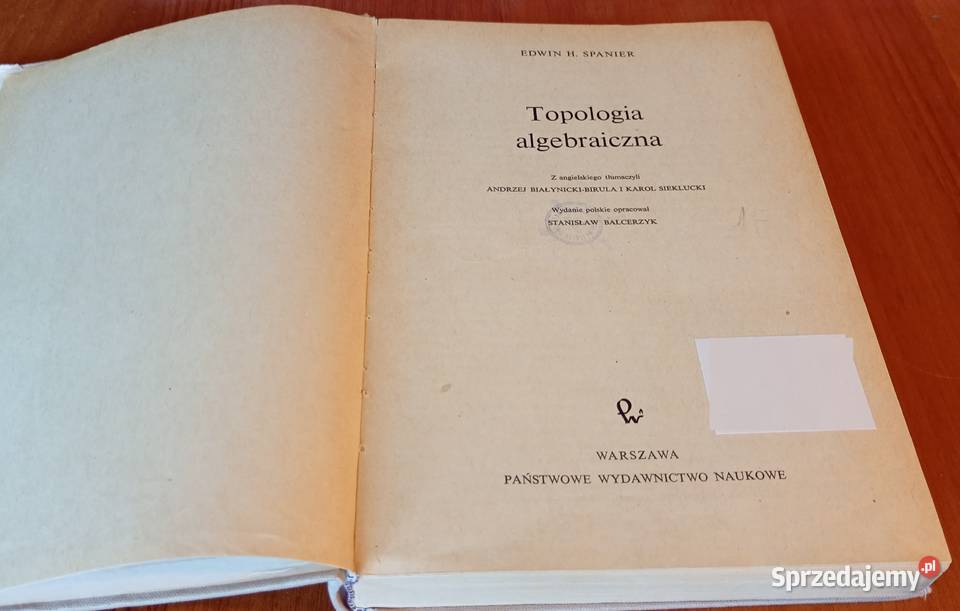 EDWIN H. SPANIER
Topologia
algebraiczna
Z angielskiego tłumaczyli
ANDRZEJ BIAŁYNICKI-BIRULA I KAROL SIEKLUCKI
Wydanie polskie opracował
STANISŁAW BALCERZYK
WARSZAWA
PAŃSTWOWE WYDAWNICTWO NAUKOWE
Sprzedajemy.pl